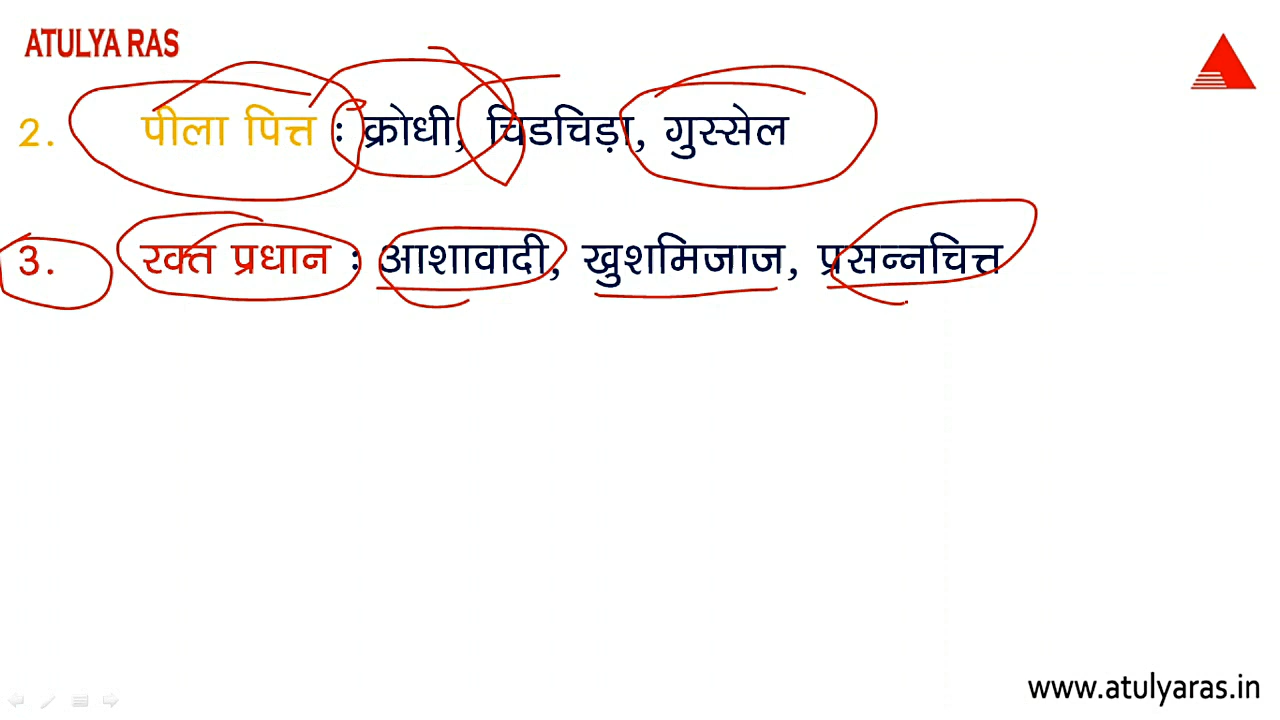 ATULYA RAS
2. पीला पित्त : क्रोधी, चिडचिड़ा, गुस्सेल
3. रक्त प्रधान : आशावादी, खुशमिजाज, प्रसन्नचित्त
www.atulyaras.in